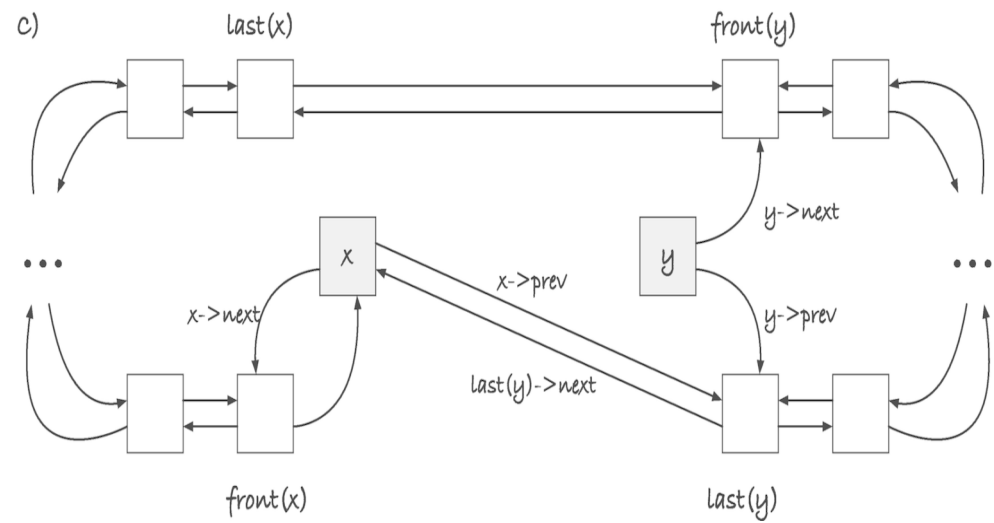 c)
last(x)
front(y)
y->next
x
y
x->prev
x->next
y->prev
last(y)->next
front(x)
last(y)